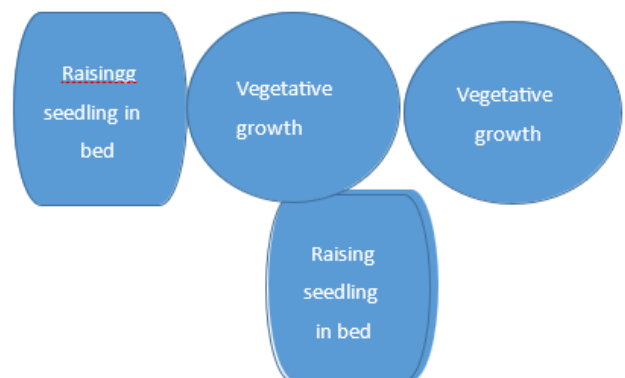 Raisingg
seedling in
bed
Vegetative
growth
Vegetative
growth
Raising
seedling
in bed